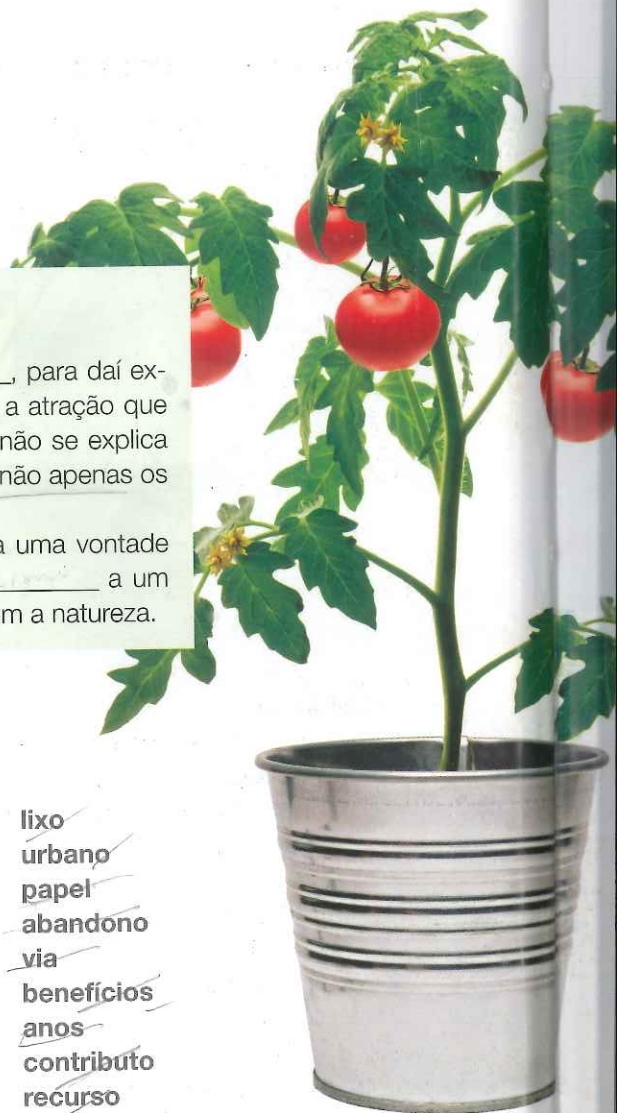 , para daí ex-
a atração que
não se explica
não apenas os
a uma vontade
a um
m a natureza.
lixo
urbano
papel
abandono
via
benefícios
anos
contributo
recurso